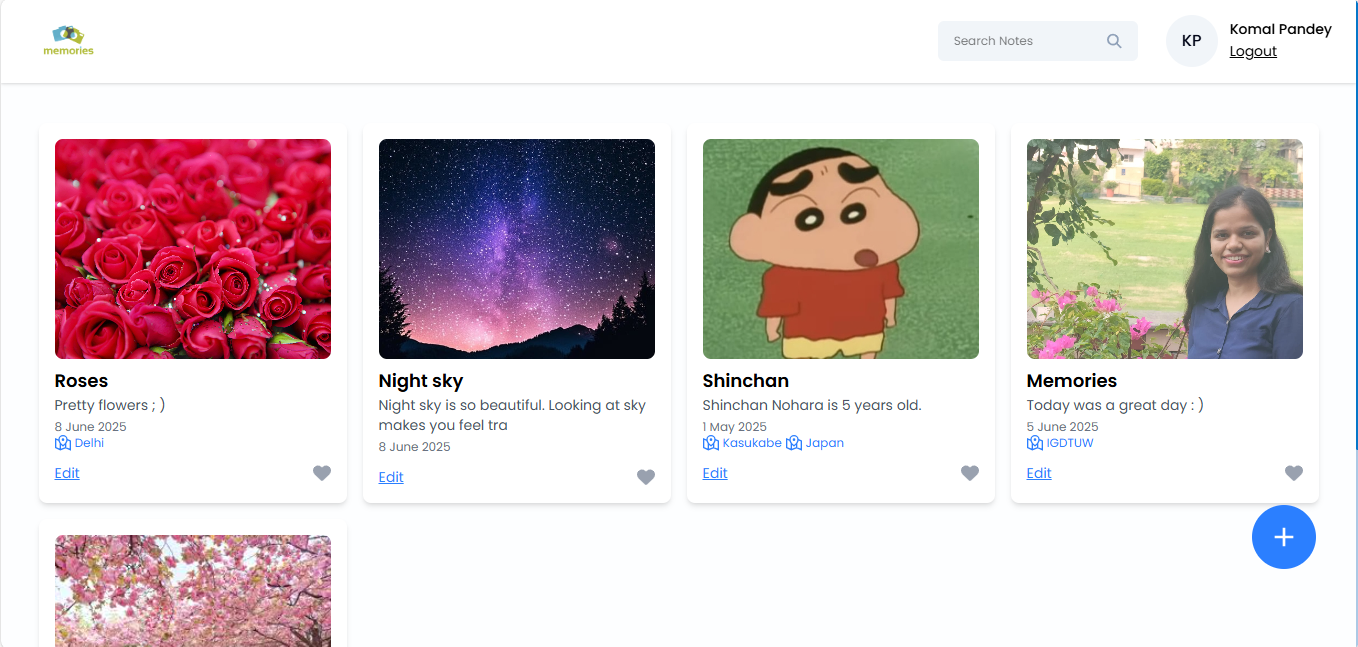 memories
Search Notes
KP
Komal Pandey
Logout
Roses
Pretty flowers ; )
8 June 2025
Delhi
Edit
Night sky
Night sky is so beautiful. Looking at sky
makes you feel tra
8 June 2025
Edit
Shinchan
Shinchan Nohara is 5 years old.
1 May 2025
Kasukabe Japan
Edit
Memories
Today was a great day : )
5 June 2025
IGDTUW
Edit
+